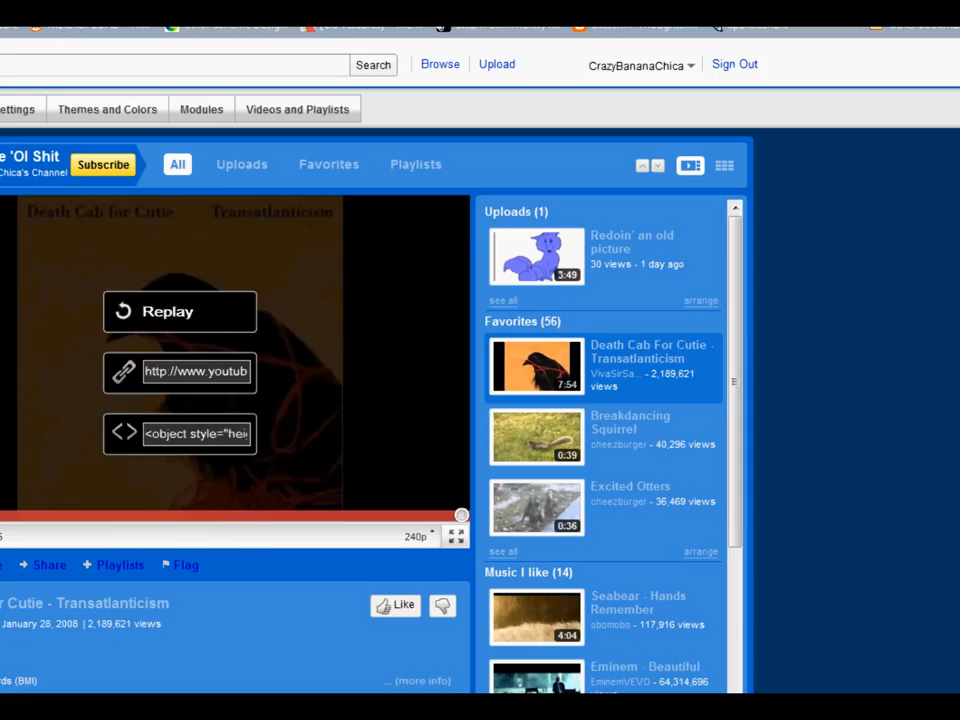 Search
Browse
Upload
CrazyBananaChica
Sign Out
ettings
Themes and Colors
Modules
Videos and Playlists
e 'Ol Shit
Chica's Channel
Subscribe
All
Uploads
Favorites
Playlists
Death Cab for Cutie Transatlanticism
Replay
http://www.youtub
<object style="hei
240p
Share
Playlists
Flag
r Cutie - Transatlanticism
January 28, 2008 | 2,189,621 views
Like
rds (BMI)
... (more info)
Uploads (1)
Redoin' an old
picture
30 views - 1 day ago
3:49
see all
arrange
Favorites (56)
Death Cab For Cutie -
Transatlanticism
VivaSirSa... - 2,189,621
views
7:54
Breakdancing
Squirrel
cheezburger - 40,296 views
0:39
Excited Otters
cheezburger - 36,469 views
0:36
see all
arrange
Music I like (14)
Seabear - Hands
Remember
obomobo - 117,916 views
4:04
Eminem - Beautiful
EminemVEVO - 64,314,696